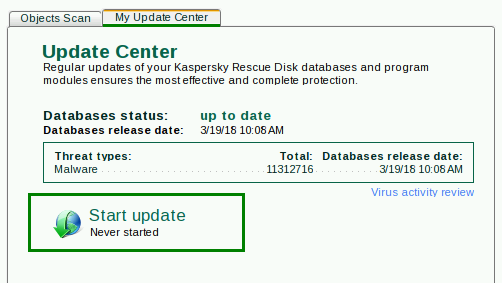 Objects Scan My Update Center
Update Center
Regular updates of your Kaspersky Rescue Disk databases and program
modules ensures the most effective and complete protection.
Databases status: up to date
Databases release date: 3/19/18 10:08 AM
Threat types: Total: Databases release date:
Malware 11312716 3/19/18 10:08 AM
Virus activity review
Start update
Never started